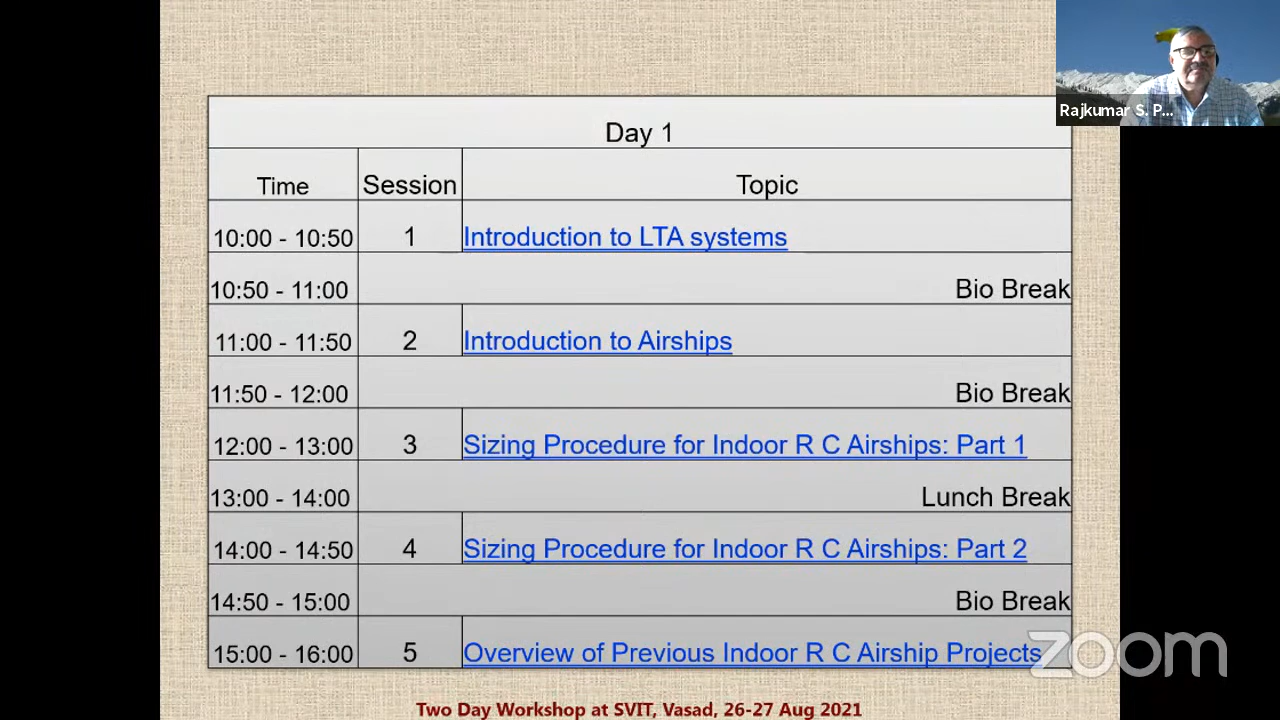 Rajkumar S. P...
Day 1
Time Session Topic
10:00 - 10:50 1 Introduction to LTA systems
10:50 - 11:00 Bio Break
11:00 - 11:50 2 Introduction to Airships
11:50 - 12:00 Bio Break
12:00 - 13:00 3 Sizing Procedure for Indoor R C Airships: Part 1
13:00 - 14:00 Lunch Break
14:00 - 14:50 4 Sizing Procedure for Indoor R C Airships: Part 2
14:50 - 15:00 Bio Break
15:00 - 16:00 5 Overview of Previous Indoor R C Airship Projects
zoom
Two Day Workshop at SVIT, Vasad, 26-27 Aug 2021